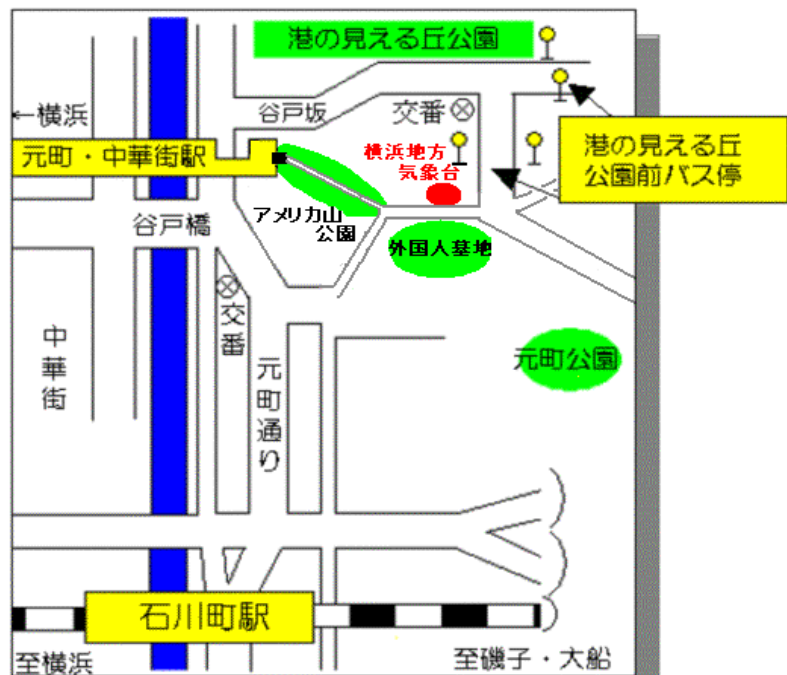 港の見える丘公園
←横浜
谷戸坂
交番
元町・中華街駅
横浜地方
気象台
港の見える丘
公園前バス停
アメリカ山
公園
谷戸橋
外国人墓地
交番
中華街
元町公園
元町通り
石川町駅
至横浜
至磯子・大船